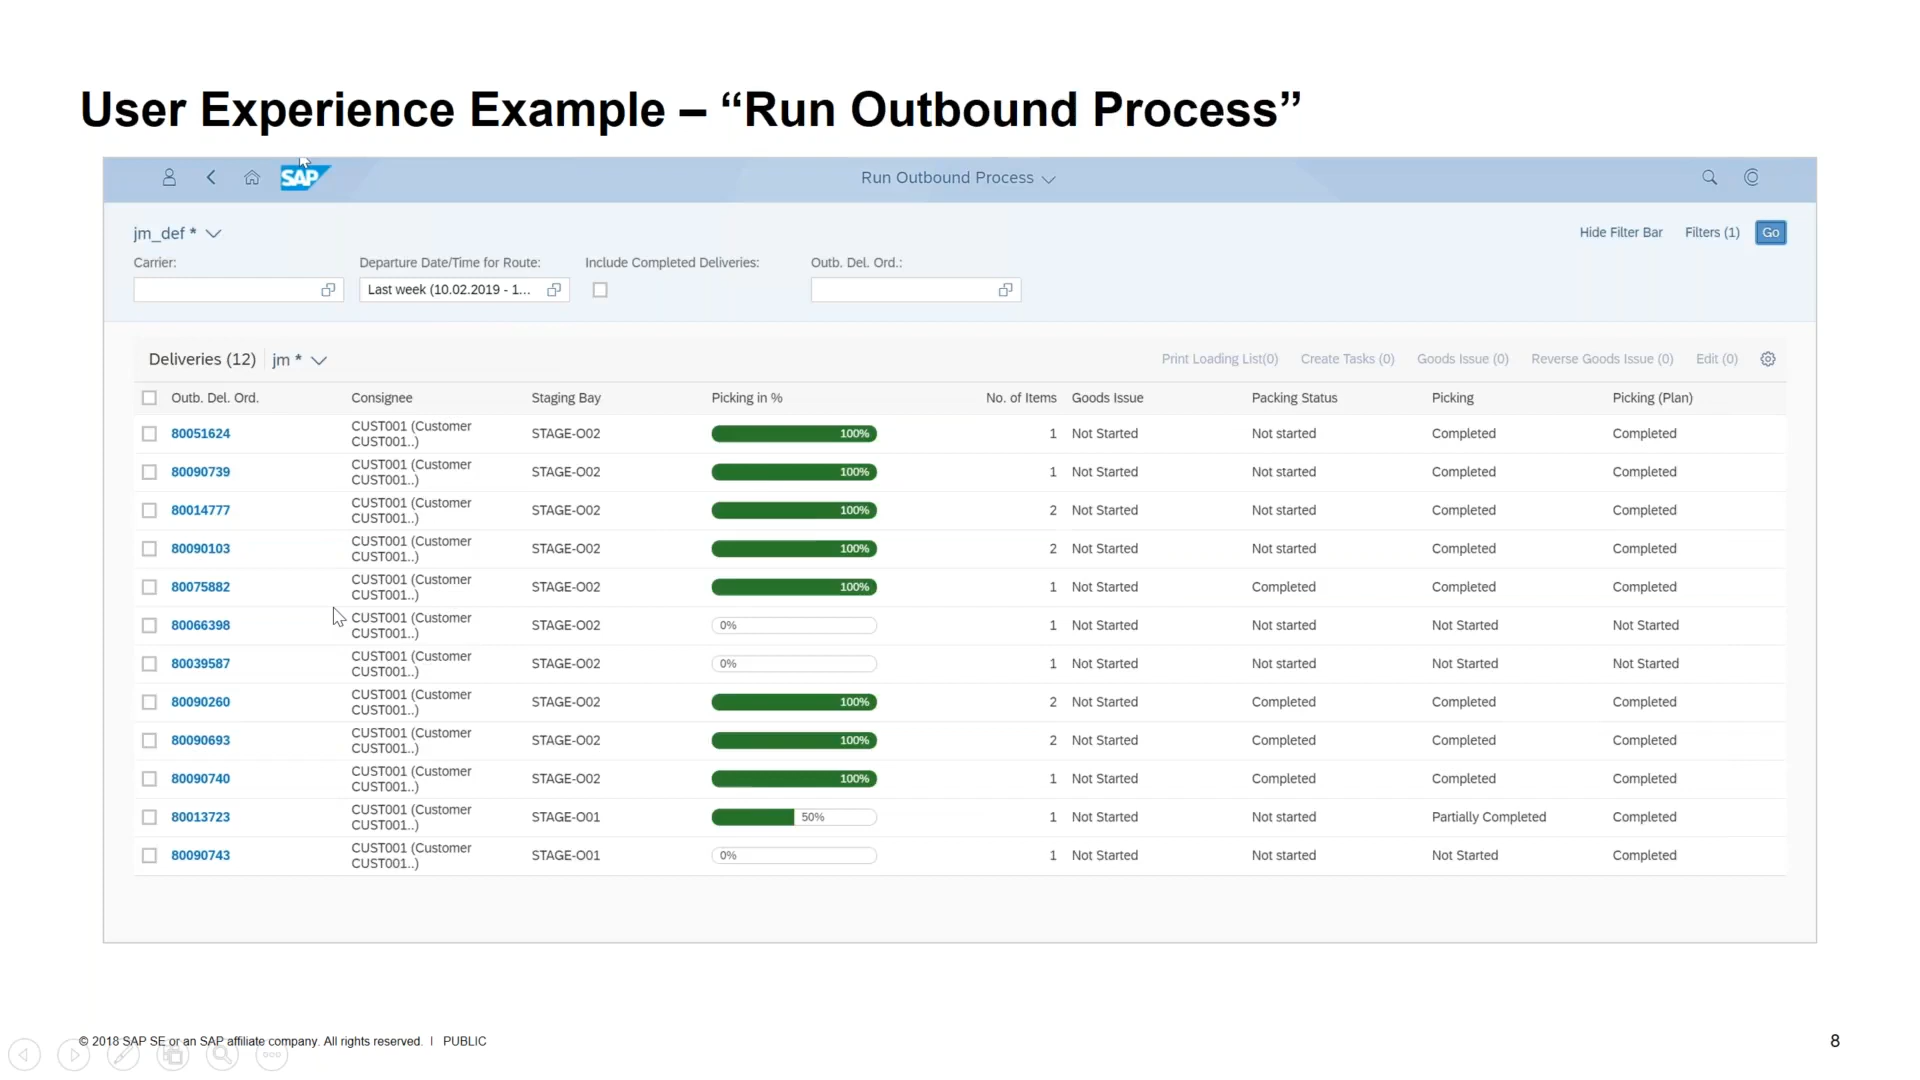 User Experience Example – “Run Outbound Process”
SAP
Run Outbound Process
jm_def *
Hide Filter Bar
Filters (1)
Go
Carrier:
Departure Date/Time for Route:
Include Completed Deliveries:
Outb. Del. Ord.:
Last week (10.02.2019 - 1...
Deliveries (12)
jm *
Print Loading List(0)
Create Tasks (0)
Goods Issue (0)
Reverse Goods Issue (0)
Edit (0)
Outb. Del. Ord. Consignee Staging Bay Picking in % No. of Items Goods Issue Packing Status Picking Picking (Plan)
80051624 CUST001 (Customer CUST001..) STAGE-O02 100% 1 Not Started Not started Completed Completed
80090739 CUST001 (Customer CUST001..) STAGE-O02 100% 1 Not Started Not started Completed Completed
80014777 CUST001 (Customer CUST001..) STAGE-O02 100% 2 Not Started Not started Completed Completed
80090103 CUST001 (Customer CUST001..) STAGE-O02 100% 2 Not Started Not started Completed Completed
80075882 CUST001 (Customer CUST001..) STAGE-O02 100% 1 Not Started Completed Completed Completed
80066398 CUST001 (Customer CUST001..) STAGE-O02 0% 1 Not Started Not started Not Started Not Started
80039587 CUST001 (Customer CUST001..) STAGE-O02 0% 1 Not Started Not started Not Started Not Started
80090260 CUST001 (Customer CUST001..) STAGE-O02 100% 2 Not Started Completed Completed Completed
80090693 CUST001 (Customer CUST001..) STAGE-O02 100% 2 Not Started Completed Completed Completed
80090740 CUST001 (Customer CUST001..) STAGE-O02 100% 1 Not Started Completed Completed Completed
80013723 CUST001 (Customer CUST001..) STAGE-O01 50% 1 Not Started Not started Partially Completed Completed
80090743 CUST001 (Customer CUST001..) STAGE-O01 0% 1 Not Started Not started Not Started Completed
© 2018 SAP SE or an SAP affiliate company. All rights reserved. | PUBLIC
8